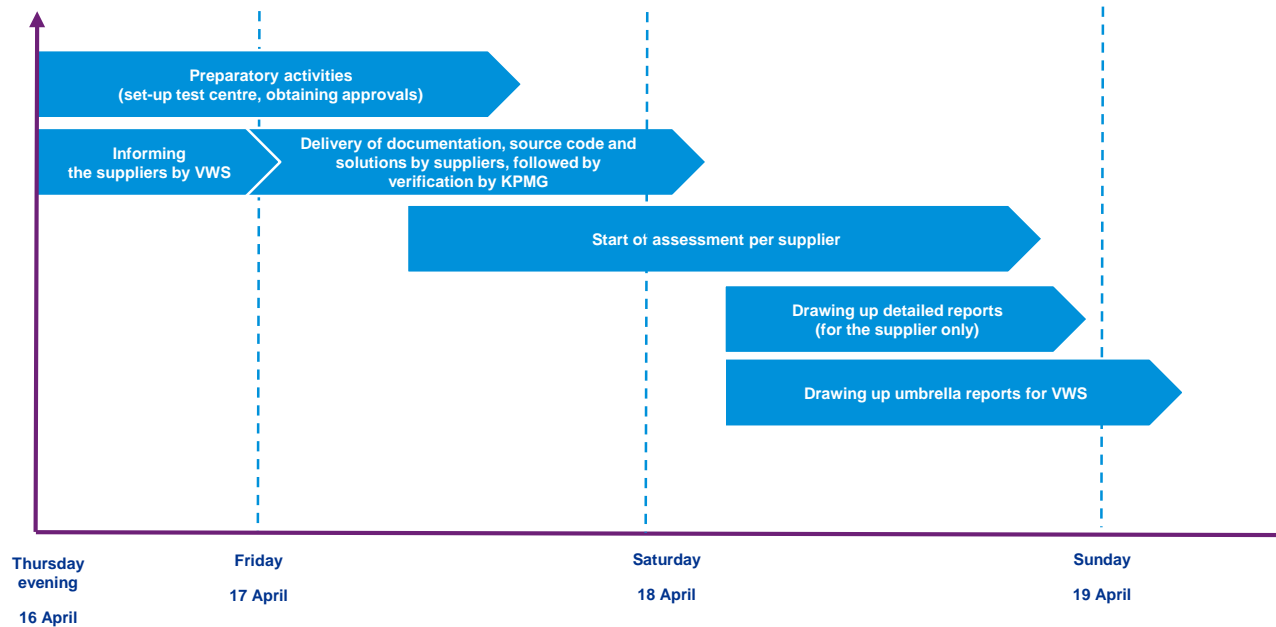 Preparatory activities
(set-up test centre, obtaining approvals)
Informing
the suppliers by VWS
Delivery of documentation, source code and
solutions by suppliers, followed by
verification by KPMG
Start of assessment per supplier
Drawing up detailed reports
(for the supplier only)
Drawing up umbrella reports for VWS
Thursday
evening
16 April
Friday
17 April
Saturday
18 April
Sunday
19 April